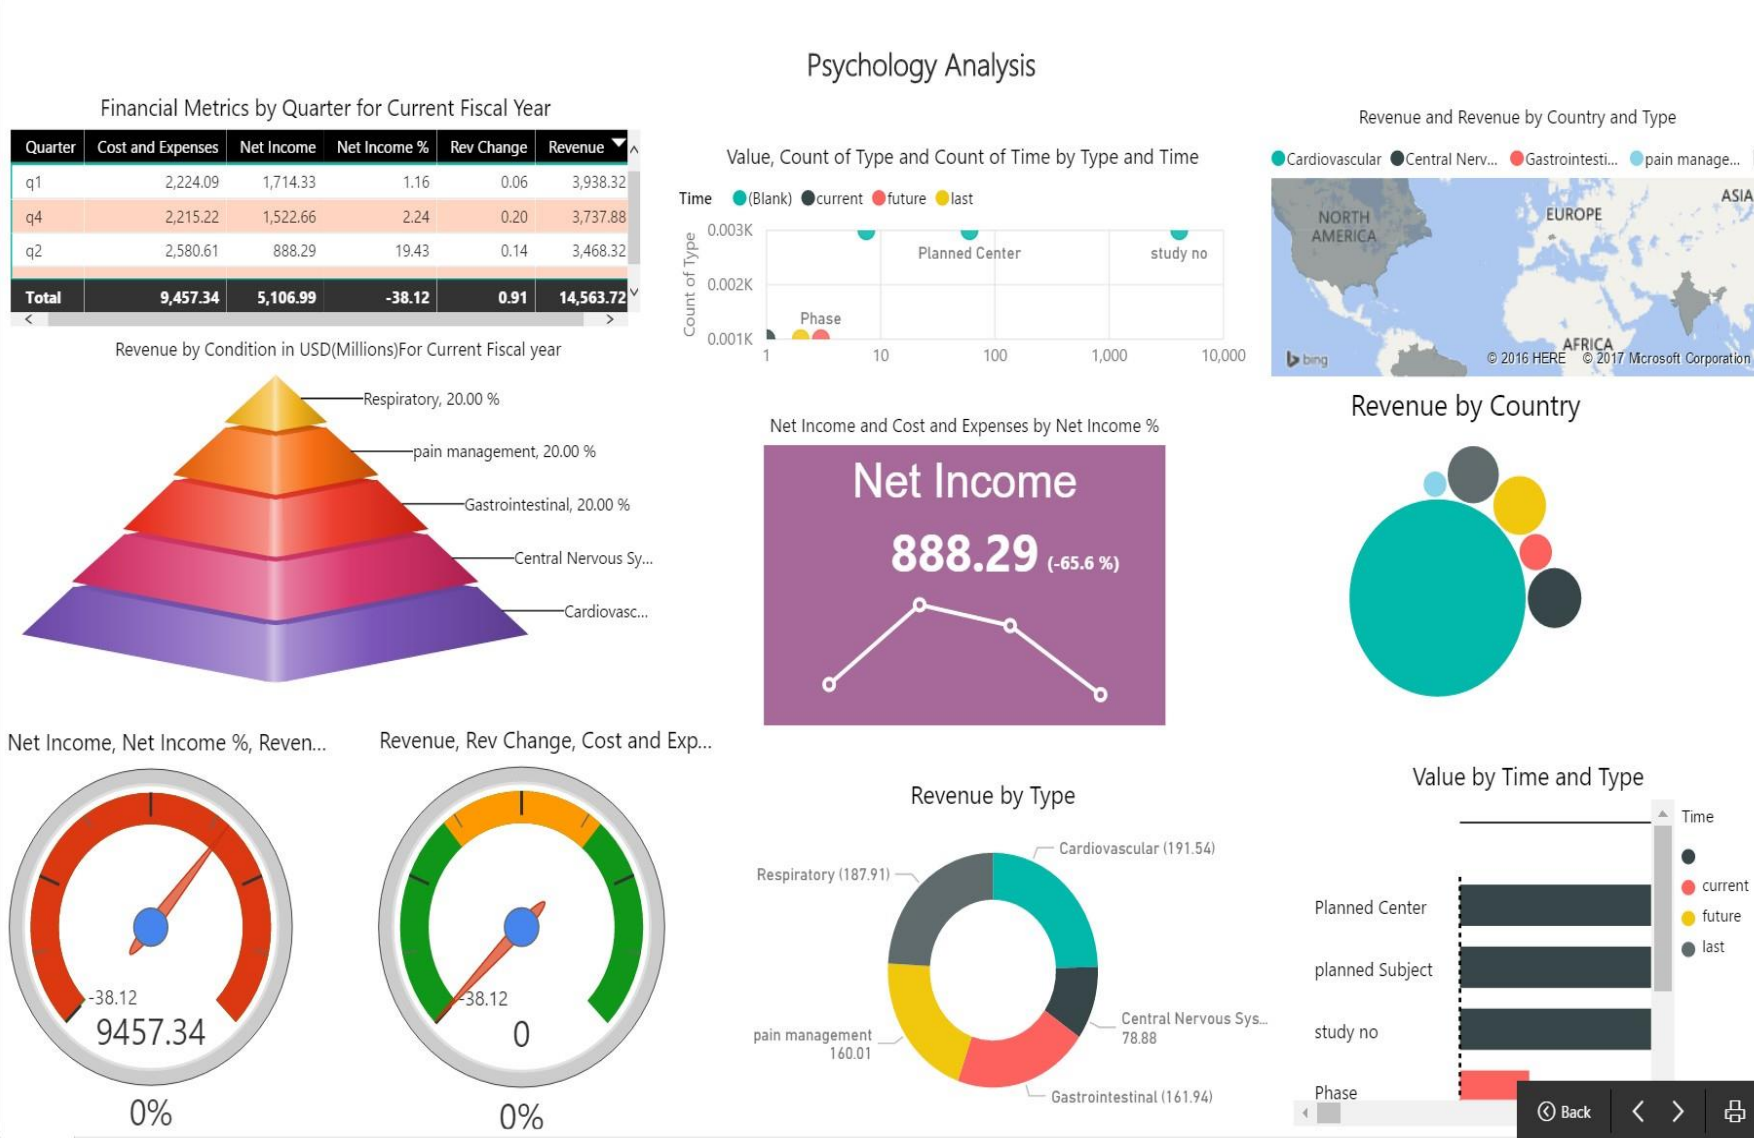 Psychology Analysis
Financial Metrics by Quarter for Current Fiscal Year
Quarter Cost and Expenses Net Income Net Income % Rev Change Revenue
q1 2,224.09 1,714.33 1.16 0.06 3,938.32
q4 2,215.22 1,522.66 2.24 0.20 3,737.88
q2 2,580.61 888.29 19.43 0.14 3,468.32
Total 9,457.34 5,106.99 -38.12 0.91 14,563.72
Value, Count of Type and Count of Time by Type and Time
Time (Blank) current future last
Count of Type
0.003K
0.002K
0.001K
Planned Center
study no
Phase
1 10 100 1,000 10,000
Revenue and Revenue by Country and Type
Cardiovascular Central Nerv... Gastrointesti... pain manage...
NORTH AMERICA
EUROPE
ASIA
AFRICA
bing
© 2016 HERE © 2017 Microsoft Corporation
Revenue by Condition in USD(Millions)For Current Fiscal year
Respiratory, 20.00 %
pain management, 20.00 %
Gastrointestinal, 20.00 %
Central Nervous Sy...
Cardiovasc...
Net Income and Cost and Expenses by Net Income %
Net Income
888.29 (-65.6 %)
Revenue by Country
Net Income, Net Income %, Reven...
-38.12
9457.34
0%
Revenue, Rev Change, Cost and Exp...
-38.12
0
0%
Revenue by Type
Cardiovascular (191.54)
Respiratory (187.91)
Central Nervous Sys...
78.88
pain management
160.01
Gastrointestinal (161.94)
Value by Time and Type
Time
current
future
last
Planned Center
planned Subject
study no
Phase
Back